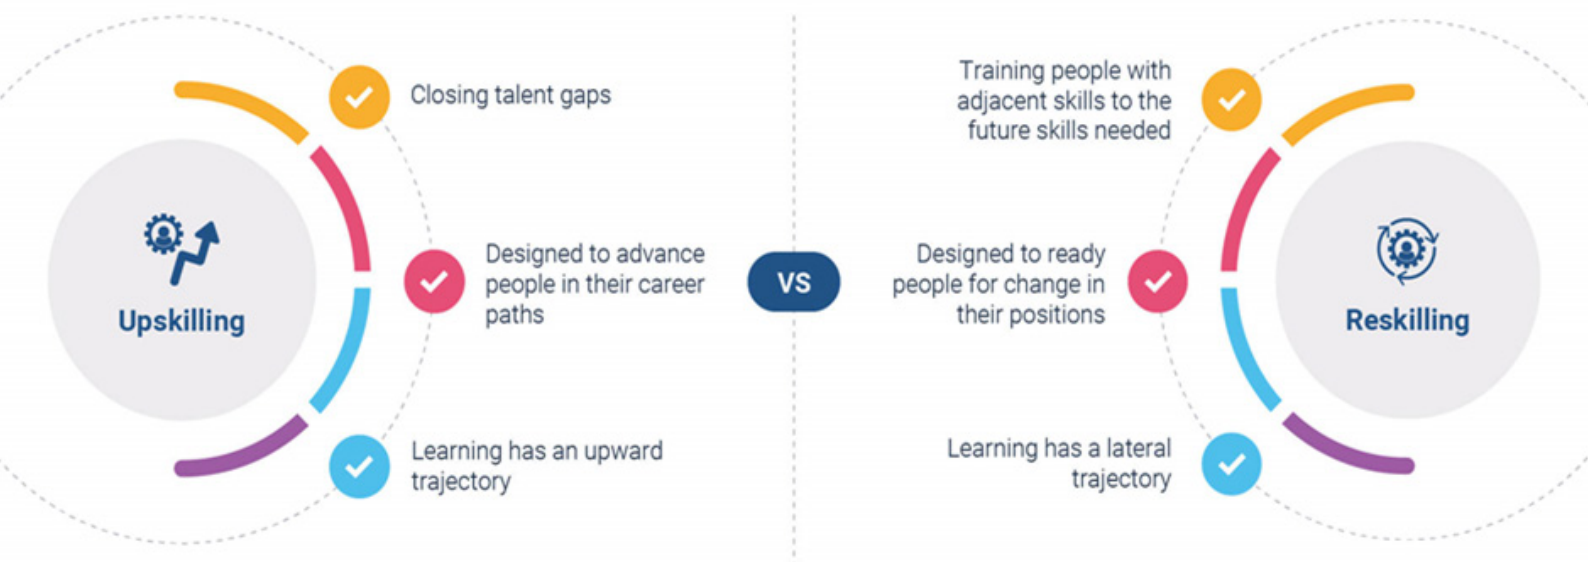 Closing talent gaps
Designed to advance
people in their career
paths
Learning has an upward
trajectory
Upskilling
VS
Training people with
adjacent skills to the
future skills needed
Designed to ready
people for change in
their positions
Learning has a lateral
trajectory
Reskilling